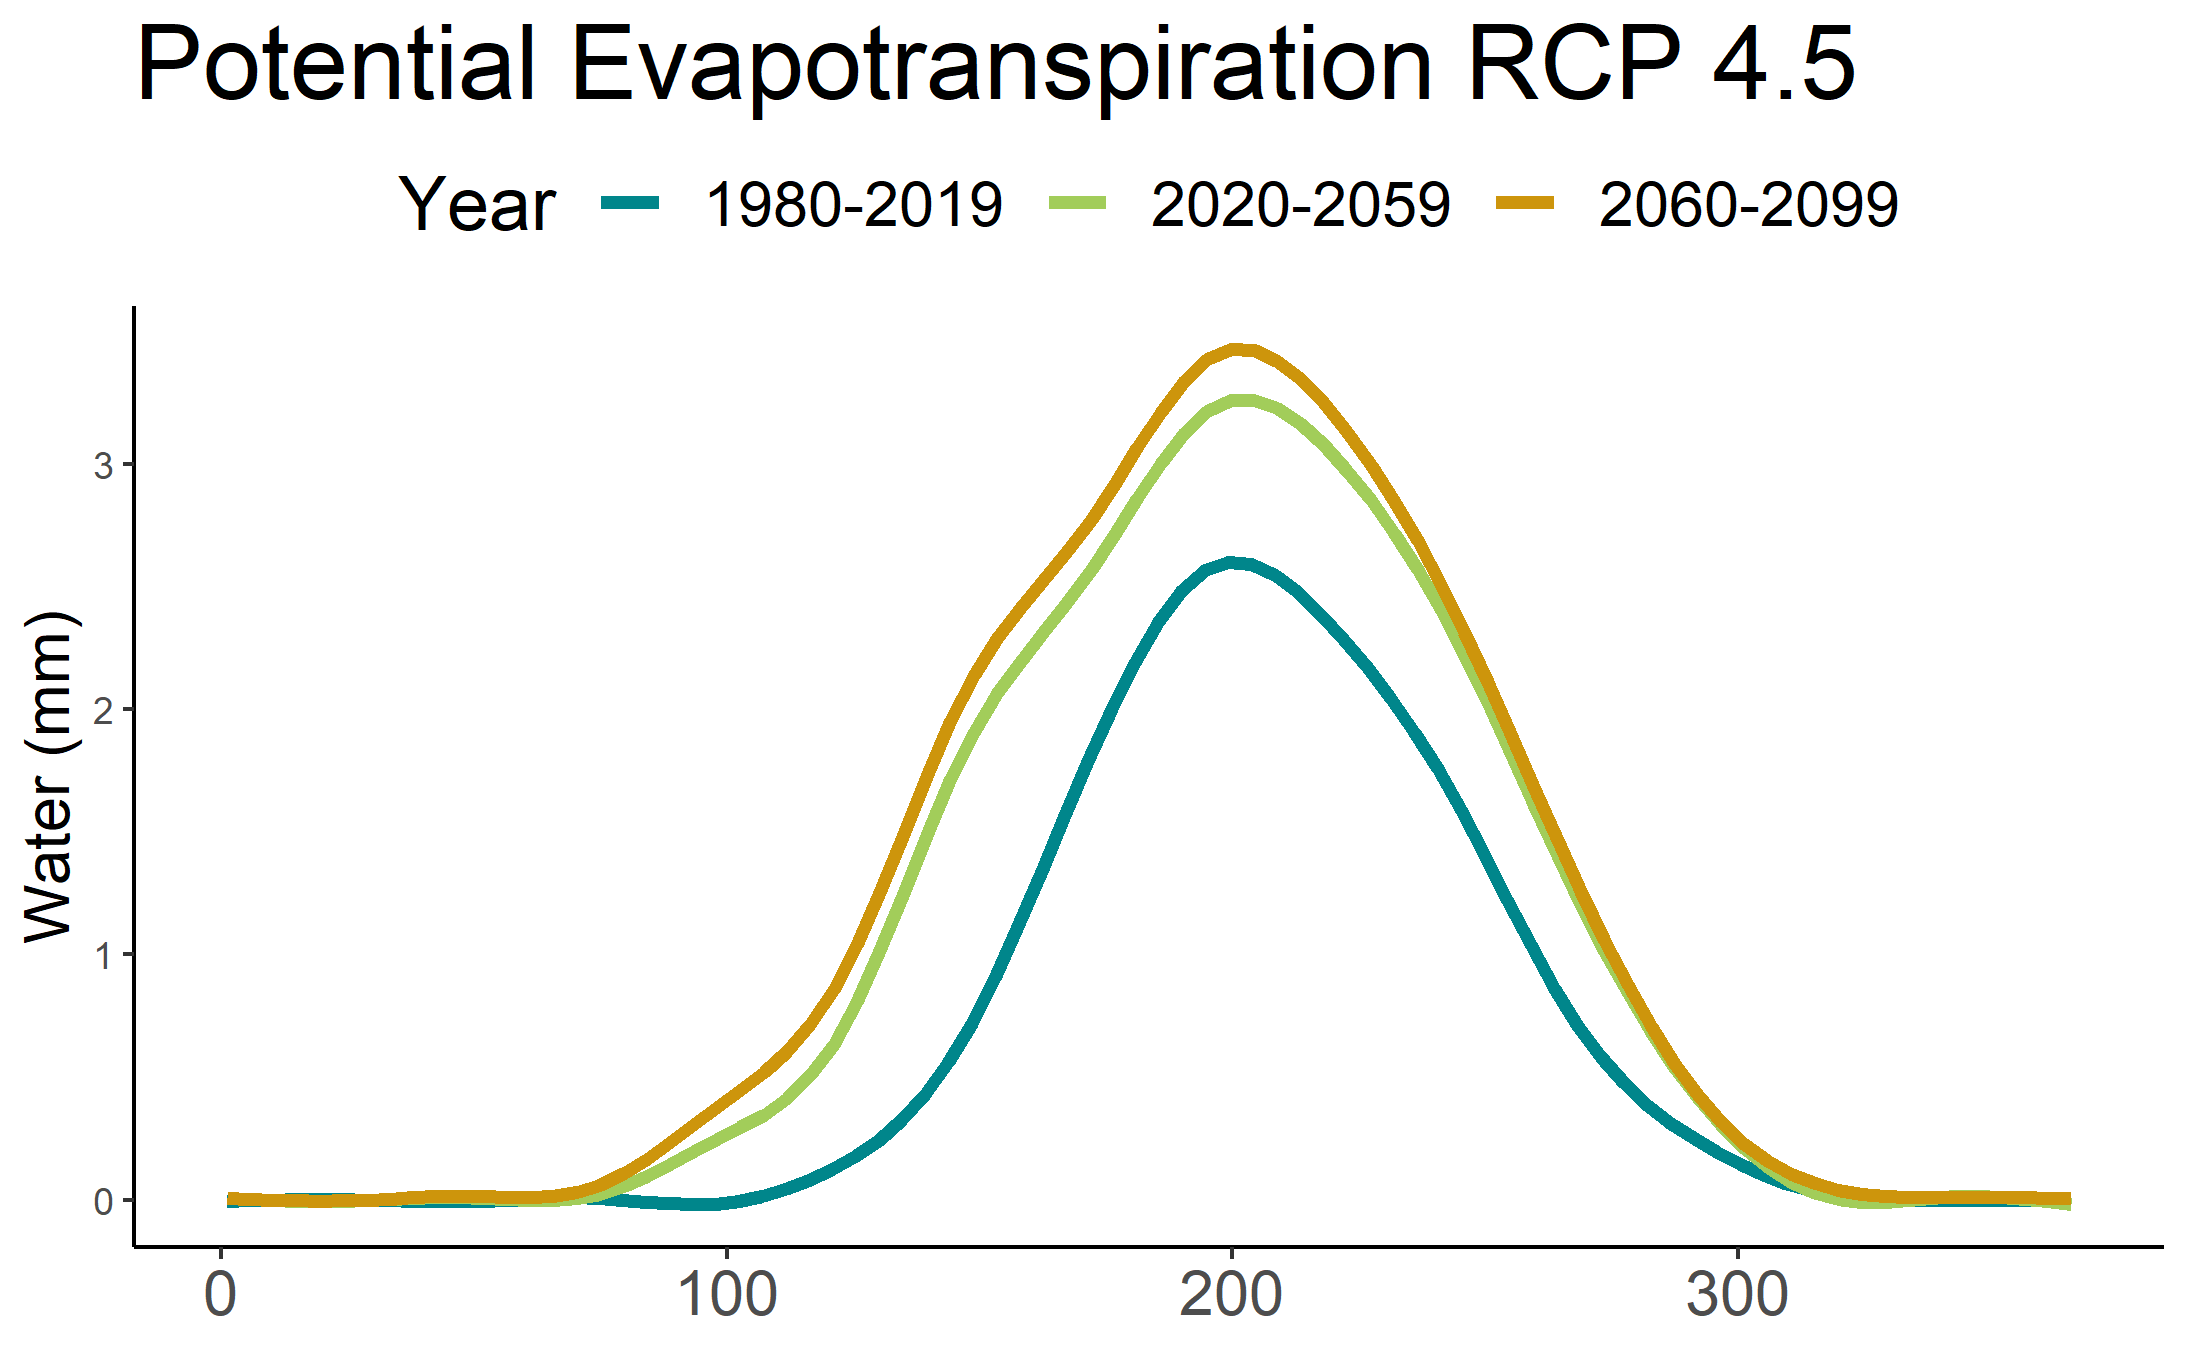 Potential Evapotranspiration RCP 4.5
Year 1980-2019 2020-2059 2060-2099
Water (mm)
3
2
1
0
0 100 200 300